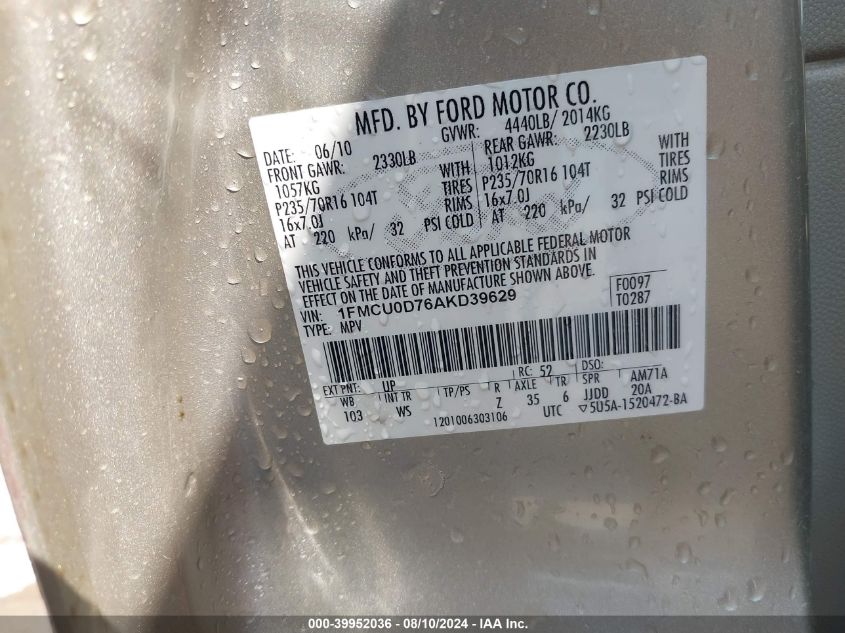 MFD. BY FORD MOTOR CO.
DATE: 06/10 GVWR: 4440LB/ 2014KG
FRONT GAWR: 2330LB REAR GAWR: 2230LB
1057KG WITH 1012KG WITH
P235/70R16 104T TIRES P235/70R16 104T TIRES
16x7.0J RIMS 16x7.0J RIMS
AT 220 kPa/ 32 PSI COLD AT 220 kPa/ 32 PSI COLD
THIS VEHICLE CONFORMS TO ALL APPLICABLE FEDERAL MOTOR
VEHICLE SAFETY AND THEFT PREVENTION STANDARDS IN
EFFECT ON THE DATE OF MANUFACTURE SHOWN ABOVE.
VIN: 1FMCU0D76AKD39629 F0097
TYPE: MPV T0287
EXT PNT: UP RC: 52 DSO:
WB INT TR TP/PS R AXLE TR SPR AM71A
103 WS Z 35 6 JJDD 20A
1201006303106 UTC ▽5U5A-1520472-BA
000-39952036 - 08/10/2024 - IAA Inc.